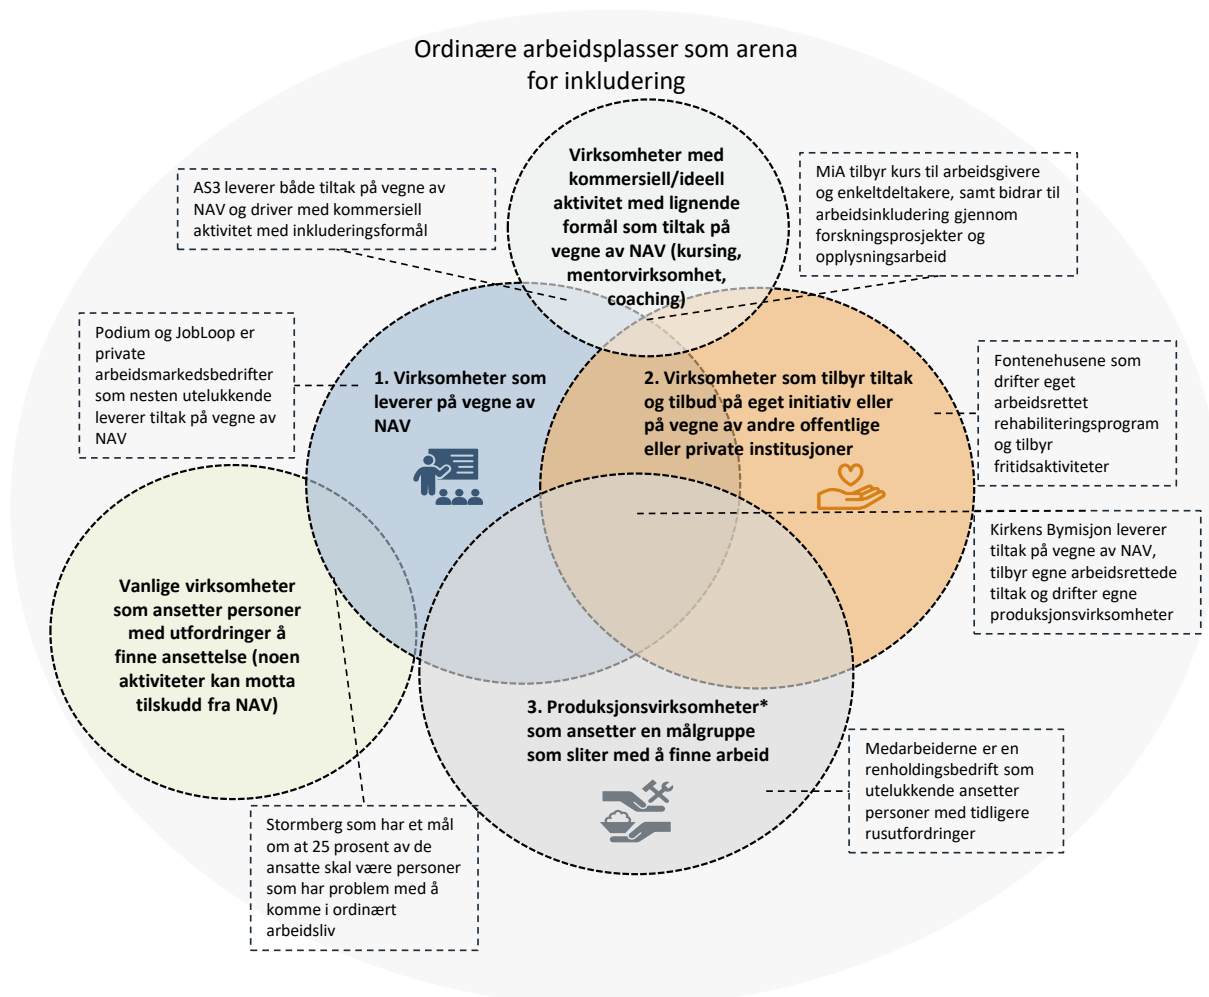 Ordinære arbeidsplasser som arena
for inkludering
Virksomheter med
kommersiell/ideell
aktivitet med lignende
formål som tiltak på
vegne av NAV (kursing,
mentorvirksomhet,
coaching)
AS3 leverer både tiltak på vegne av
NAV og driver med kommersiell
aktivitet med inkluderingsformål
MiA tilbyr kurs til arbeidsgivere
og enkeltdeltakere, samt bidrar til
arbeidsinkludering gjennom
forskningsprosjekter og
opplysningsarbeid
Podium og JobLoop er
private
arbeidsmarkedsbedrifter
som nesten utelukkende
leverer tiltak på vegne av
NAV
1. Virksomheter som
leverer på vegne av
NAV
2. Virksomheter som tilbyr tiltak
og tilbud på eget initiativ eller
på vegne av andre offentlige
eller private institusjoner
Fontenehusene som
drifter eget
arbeidsrettet
rehabiliteringsprogram
og tilbyr
fritidsaktiviteter
Kirkens Bymisjon leverer
tiltak på vegne av NAV,
tilbyr egne arbeidsrettede
tiltak og drifter egne
produksjonsvirksomheter
Vanlige virksomheter
som ansetter personer
med utfordringer å
finne ansettelse (noen
aktiviteter kan motta
tilskudd fra NAV)
3. Produksjonsvirksomheter*
som ansetter en målgruppe
som sliter med å finne arbeid
Medarbeiderne er en
renholdingsbedrift som
utelukkende ansetter
personer med tidligere
rusutfordringer
Stormberg som har et mål
om at 25 prosent av de
ansatte skal være personer
som har problem med å
komme i ordinært
arbeidsliv